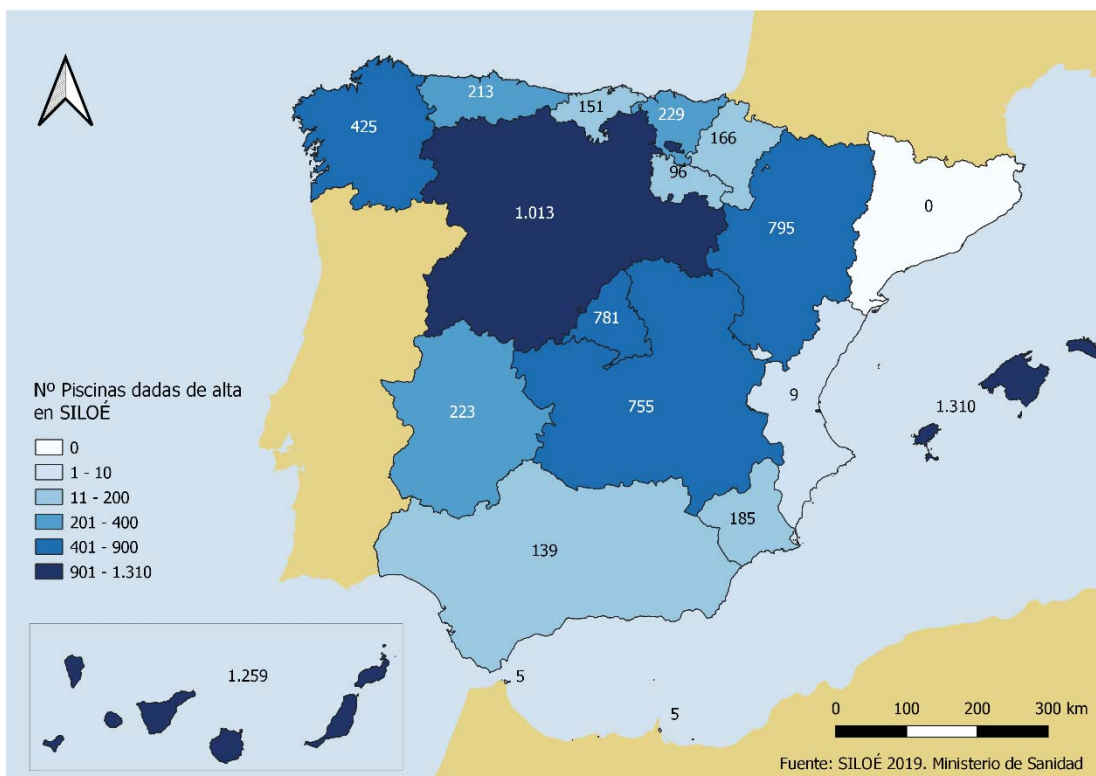 213
151
229
425
166
96
1.013
0
795
781
Nº Piscinas dadas de alta
en SILOÉ
0
1 - 10
11 - 200
201 - 400
401 - 900
901 - 1.310
223
755
9
1.310
185
139
1.259
5
5
0 100 200 300 km
Fuente: SILOÉ 2019. Ministerio de Sanidad